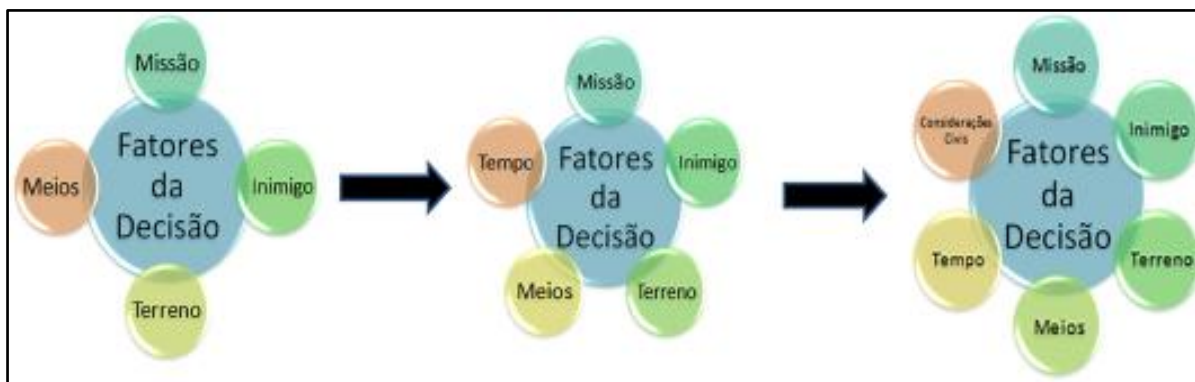 Missão
Fatores
da
Decisão
Meios
Inimigo
Terreno
Missão
Tempo
Inimigo
Fatores
da
Decisão
Meios
Terreno
Missão
Considerações
Civis
Inimigo
Fatores
da
Decisão
Tempo
Terreno
Meios